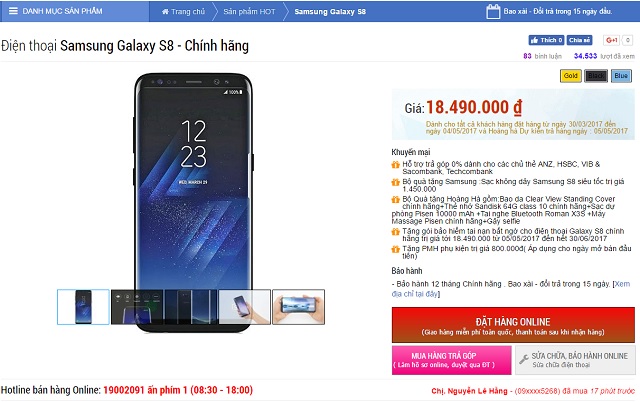 DANH MỤC SẢN PHẨM
Trang chủ
Sản phẩm HOT
Samsung Galaxy S8
Bao xài - Đổi trả trong 15 ngày đầu.
Điện thoại Samsung Galaxy S8 - Chính hãng
Thích 0 Chia sẻ G+1 0
83 bình luận 34,533 lượt đã xem
Gold Black Blue
Giá: 18.490.000 ₫
Dành cho tất cả khách hàng đặt hàng từ ngày 30/03/2017 đến
ngày 04/05/2017 và Hoàng hà Dự kiến trả hàng ngày : 05/05/2017
Khuyến mại
Hỗ trợ trả góp 0% dành cho các chủ thẻ ANZ, HSBC, VIB &
Sacombank, Techcombank
Bộ quà tặng Samsung :Sạc không dây Samsung S8 siêu tốc trị giá
1.450.000
Bộ Quà tặng Hoàng Hà gồm:Bao da Clear View Standing Cover
chính hãng+Thẻ nhớ Sandisk 64G class 10 chính hãng+Sạc dự
phòng Pisen 10000 mAh +Tai nghe Bluetooth Roman X3S +Máy
Massage Pisen chính hãng+Gậy selfie
Tặng gói bảo hiểm tai nạn bất ngờ cho điện thoại Galaxy S8 chính
hãng trị giá tới 18.490.000 từ 05/05/2017 đến hết 30/06/2017
Tặng PMH phụ kiện trị giá 800.000đ( Áp dụng cho ngày mở bán đầu
tiên)
Bảo hành
- Bảo hành 12 tháng Chính hãng . Bao xài - đổi trả trong 15 ngày. [Xem
địa chỉ tại đây]
ĐẶT HÀNG ONLINE
(Giao hàng miễn phí toàn quốc, thanh toán sau khi nhận hàng)
MUA HÀNG TRẢ GÓP
( Làm hồ sơ online, duyệt qua ĐT )
SỬA CHỮA, BẢO HÀNH ONLINE
Sửa chữa điện thoại
12
23
WED, MARCH 29
100%
Hotline bán hàng Online: 19002091 ấn phím 1 (08:30 - 18:00)
Chị. Nguyễn Lê Hằng - (09xxxx5268) đã mua 17 phút trước